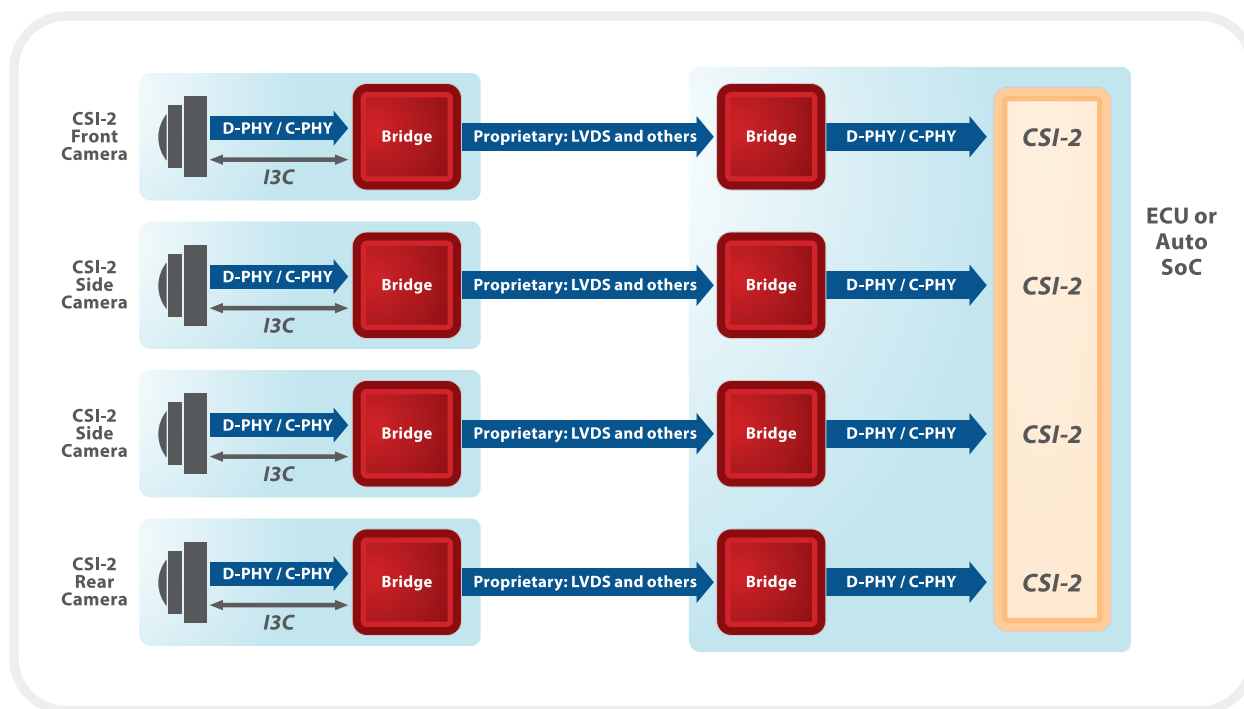 CSI-2
Front
Camera
D-PHY / C-PHY
I3C
Bridge
Proprietary: LVDS and others
Bridge
D-PHY / C-PHY
CSI-2
CSI-2
Side
Camera
D-PHY / C-PHY
I3C
Bridge
Proprietary: LVDS and others
Bridge
D-PHY / C-PHY
CSI-2
ECU or
Auto
SoC
CSI-2
Side
Camera
D-PHY / C-PHY
I3C
Bridge
Proprietary: LVDS and others
Bridge
D-PHY / C-PHY
CSI-2
CSI-2
Rear
Camera
D-PHY / C-PHY
I3C
Bridge
Proprietary: LVDS and others
Bridge
D-PHY / C-PHY
CSI-2